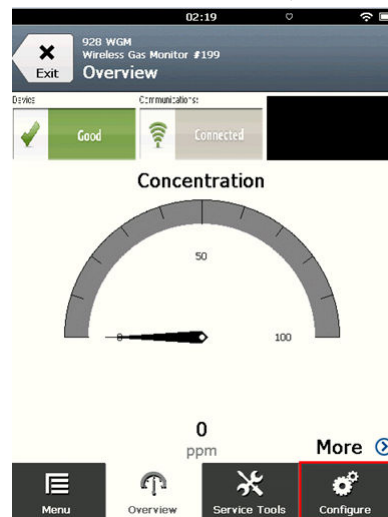 02:19
928 WGM
Wireless Gas Monitor #199
Exit
Overview
Device
Communications:
Good
Connected
Concentration
50
0
100
0
ppm
More
Menu
Overview
Service Tools
Configure